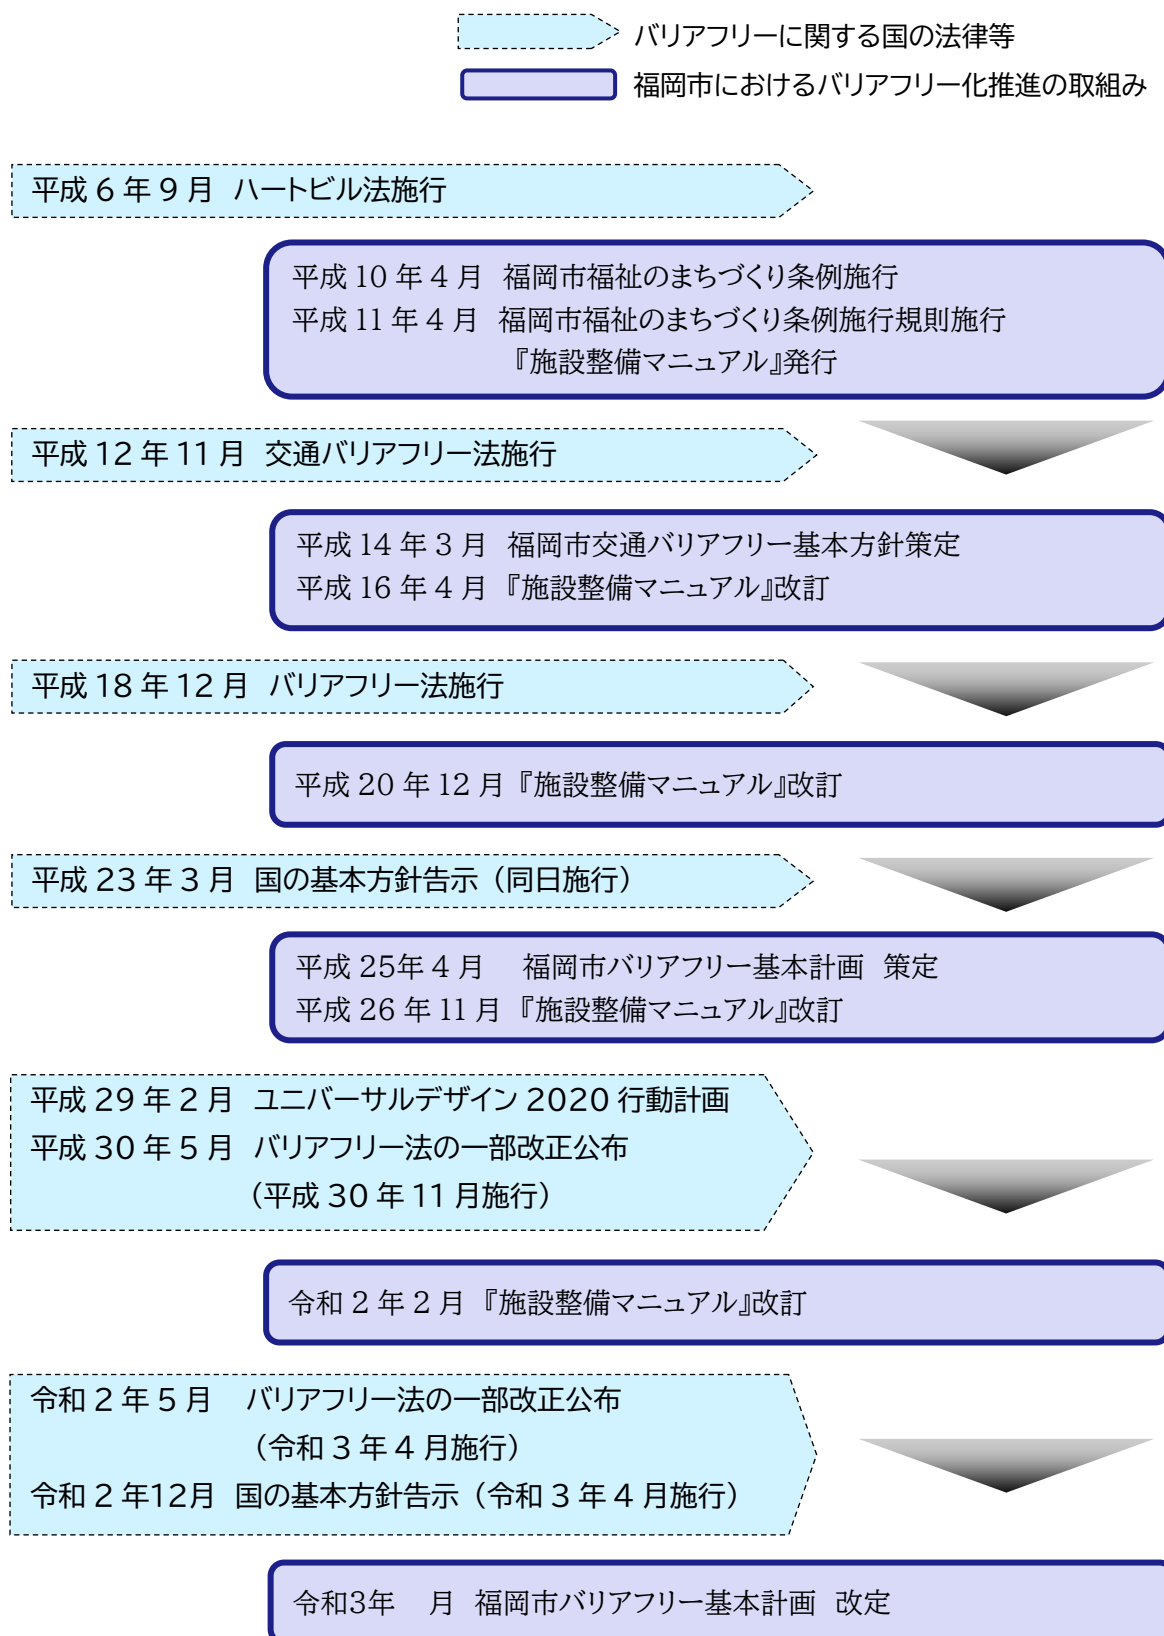 バリアフリーに関する国の法律等
福岡市におけるバリアフリー化推進の取組み
平成 6 年 9 月 ハートビル法施行
平成 10 年 4 月 福岡市福祉のまちづくり条例施行
平成 11 年 4 月 福岡市福祉のまちづくり条例施行規則施行
『施設整備マニュアル』発行
平成 12 年 11 月 交通バリアフリー法施行
平成 14 年 3 月 福岡市交通バリアフリー基本方針策定
平成 16 年 4 月 『施設整備マニュアル』改訂
平成 18 年 12 月 バリアフリー法施行
平成 20 年 12 月 『施設整備マニュアル』改訂
平成 23 年 3 月 国の基本方針告示（同日施行）
平成 25年 4 月 福岡市バリアフリー基本計画 策定
平成 26 年 11 月 『施設整備マニュアル』改訂
平成 29 年 2 月 ユニバーサルデザイン 2020 行動計画
平成 30 年 5 月 バリアフリー法の一部改正公布
（平成 30 年 11 月施行）
令和 2 年 2 月 『施設整備マニュアル』改訂
令和 2 年 5 月 バリアフリー法の一部改正公布
（令和 3 年 4 月施行）
令和 2 年12月 国の基本方針告示（令和 3 年 4 月施行）
令和3年 月 福岡市バリアフリー基本計画 改定